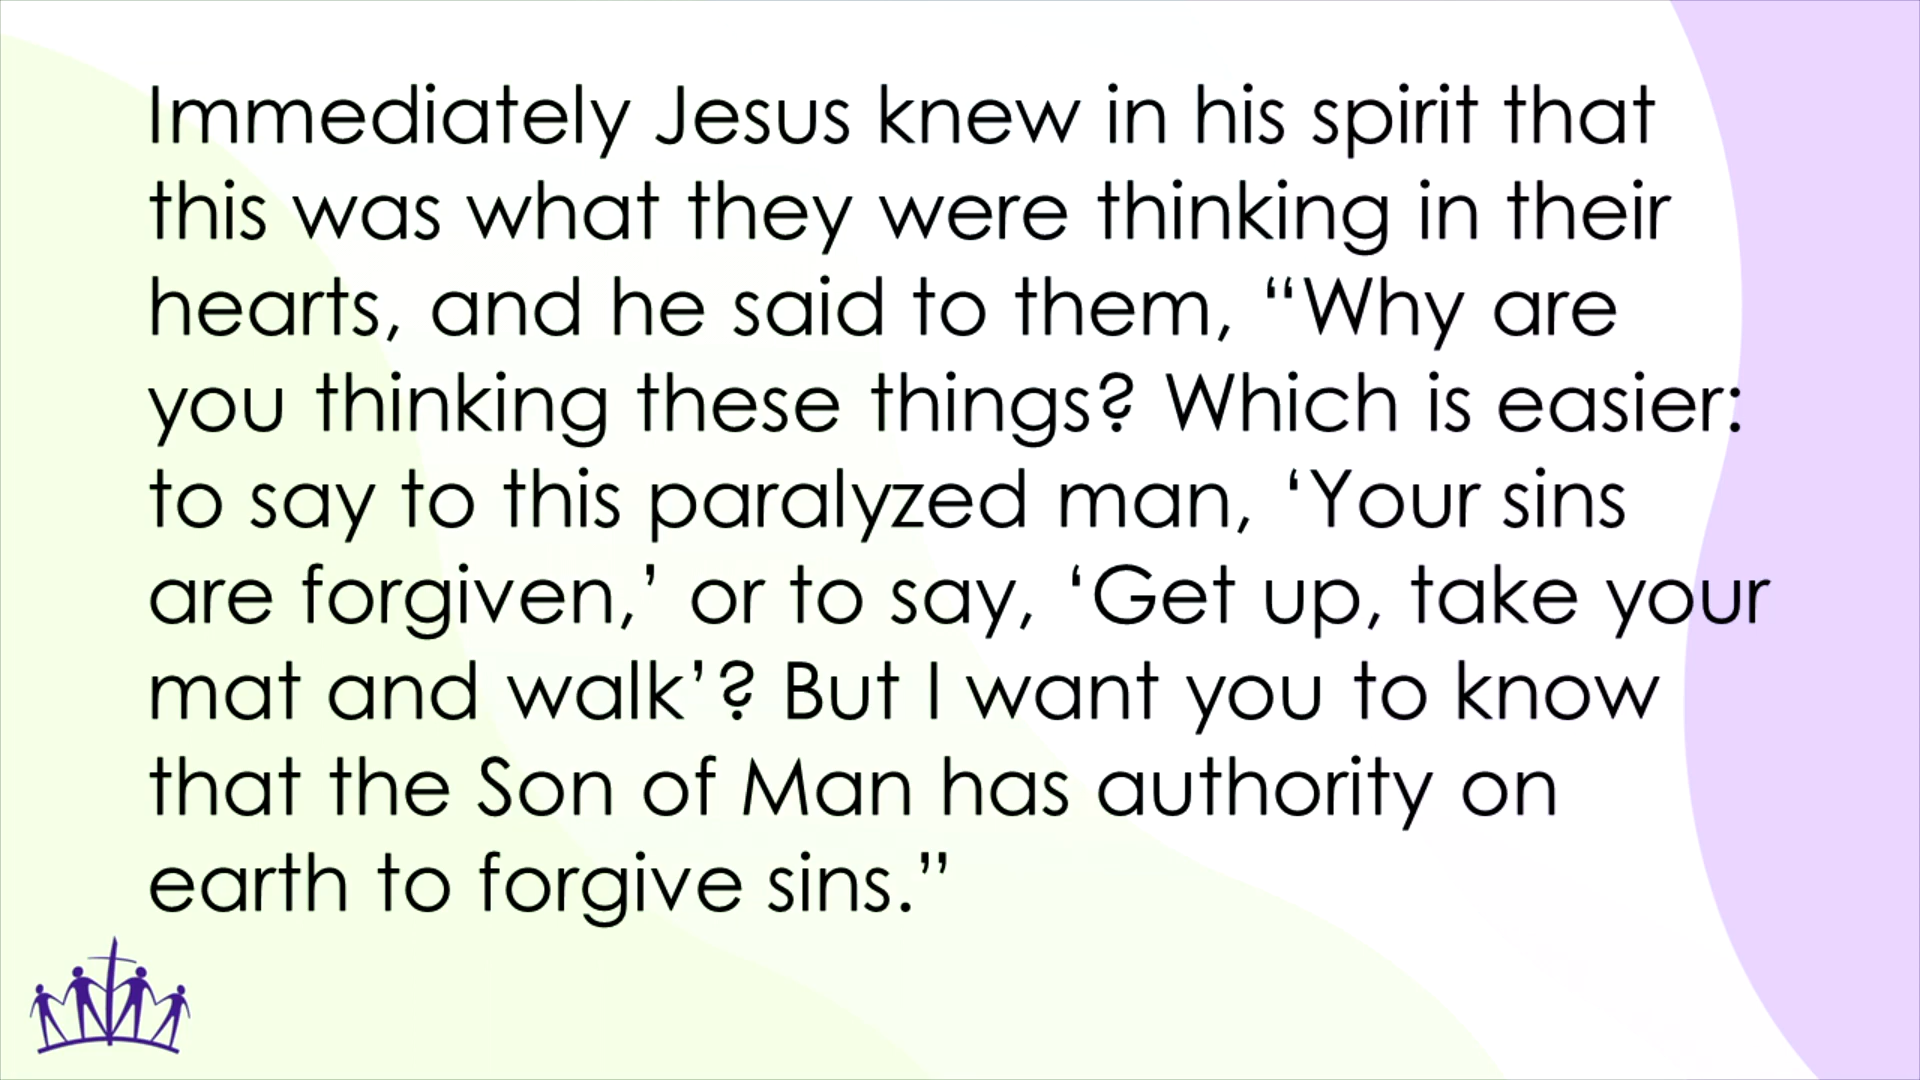 Immediately Jesus knew in his spirit that
this was what they were thinking in their
hearts, and he said to them, “Why are
you thinking these things? Which is easier:
to say to this paralyzed man, ‘Your sins
are forgiven,’ or to say, ‘Get up, take your
mat and walk’? But I want you to know
that the Son of Man has authority on
earth to forgive sins.”